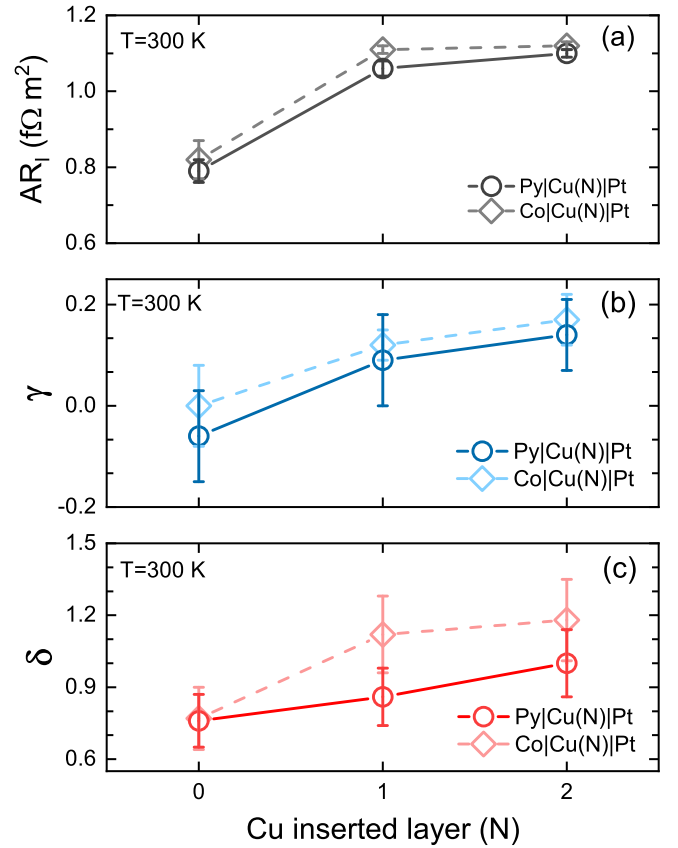 1.2
T=300 K
(a)
1.0
0.8
0.6
AR_I (fΩ m²)
Py|Cu(N)|Pt
Co|Cu(N)|Pt
T=300 K
(b)
0.2
0.0
-0.2
γ
Py|Cu(N)|Pt
Co|Cu(N)|Pt
1.5
T=300 K
(c)
1.2
0.9
0.6
δ
Py|Cu(N)|Pt
Co|Cu(N)|Pt
0 1 2
Cu inserted layer (N)